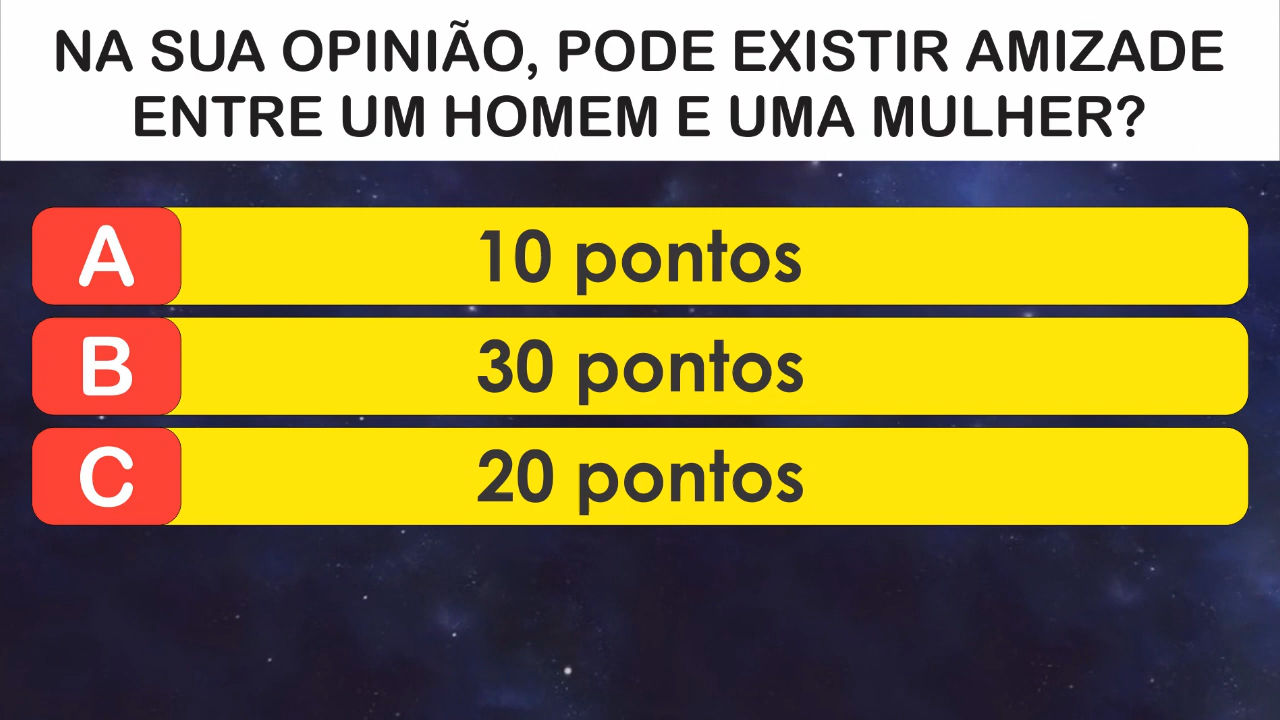 NA SUA OPINIÃO, PODE EXISTIR AMIZADE
ENTRE UM HOMEM E UMA MULHER?
A 10 pontos
B 30 pontos
C 20 pontos